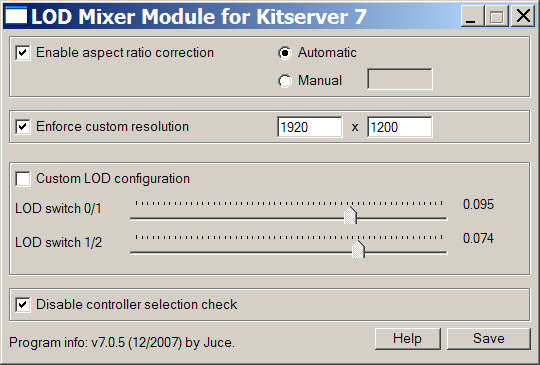 LOD Mixer Module for Kitserver 7
Enable aspect ratio correction
Automatic
Manual
Enforce custom resolution
1920 x 1200
Custom LOD configuration
LOD switch 0/1
0.095
LOD switch 1/2
0.074
Disable controller selection check
Program info: v7.0.5 (12/2007) by Juce.
Help
Save